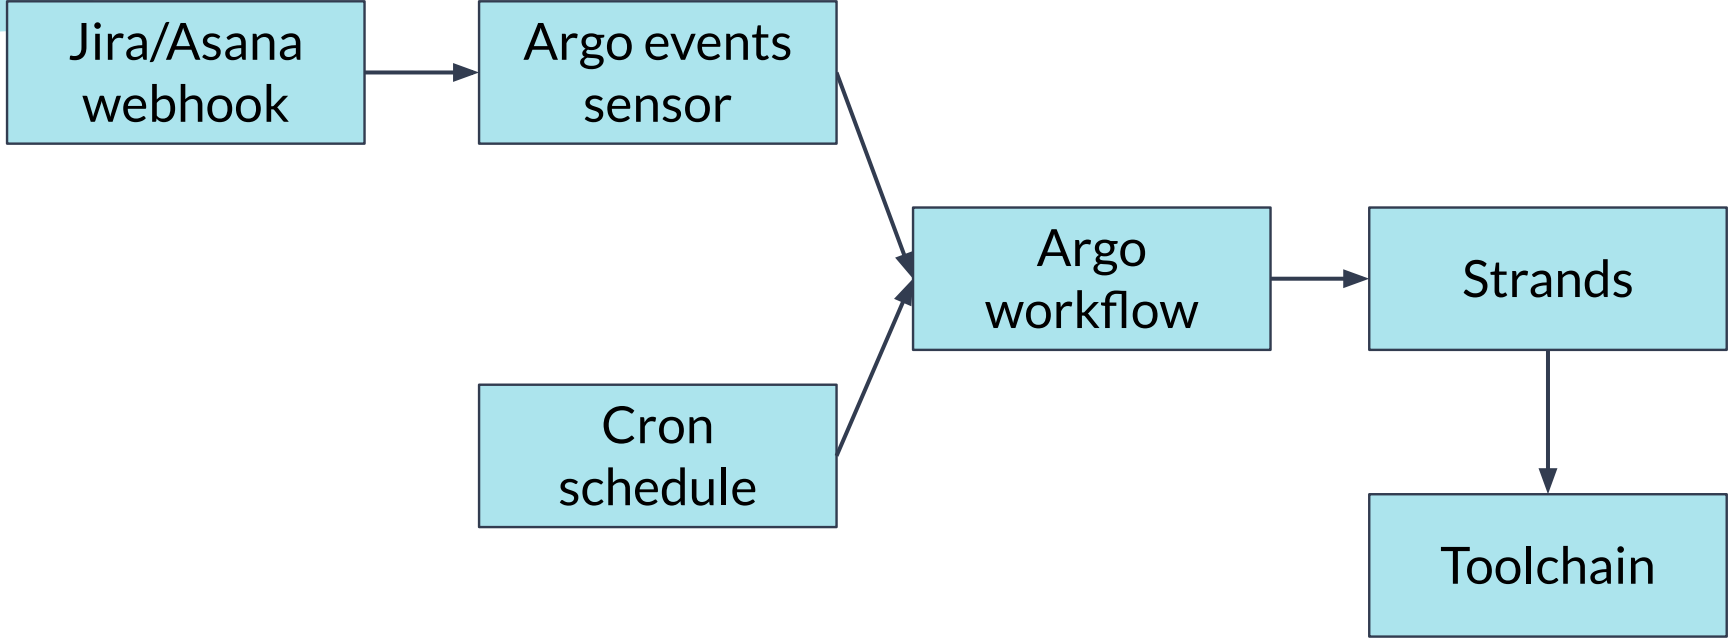 Jira/Asana
webhook
Argo events
sensor
Argo
workflow
Strands
Cron
schedule
Toolchain